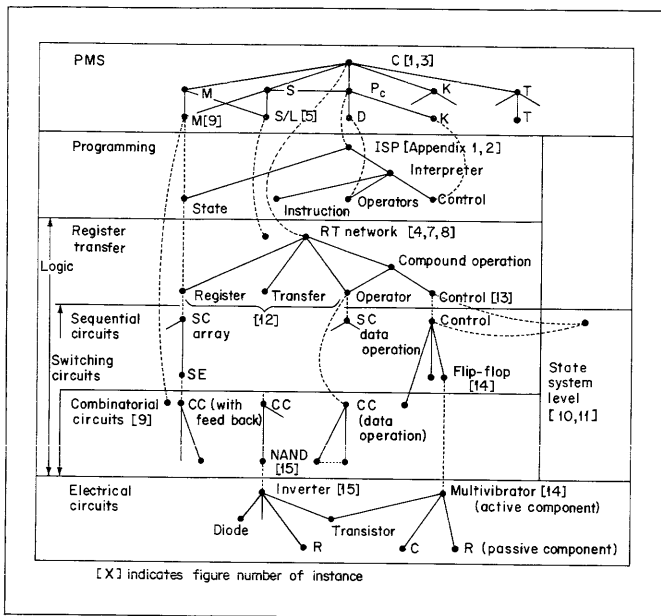 PMS
C [1,3]
M S Pc K T
M[9] S/L [5] D K T
Programming
ISP [Appendix 1, 2]
Interpreter
State Instruction Operators Control
Register transfer
RT network [4,7,8]
Logic
Compound operation
Register Transfer Operator Control [13]
[12]
Sequential circuits
SC array
SC data operation
Control
Switching circuits
SE
Flip-flop [14]
State system level [10,11]
Combinatorial circuits [9]
CC (with feed back)
CC
CC (data operation)
NAND [15]
Electrical circuits
Inverter [15]
Multivibrator [14] (active component)
Diode
Transistor
R C R (passive component)
[X] indicates figure number of instance